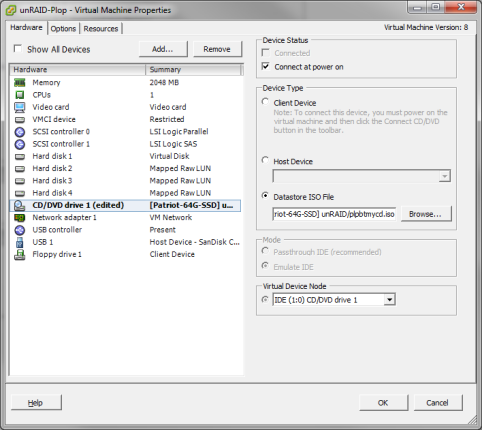 unRAID-Plop - Virtual Machine Properties
Hardware Options Resources Virtual Machine Version: 8
Show All Devices Add... Remove
Hardware Summary
Memory 2048 MB
CPUs 1
Video card Video card
VMCI device Restricted
SCSI controller 0 LSI Logic Parallel
SCSI controller 1 LSI Logic SAS
Hard disk 1 Virtual Disk
Hard disk 2 Mapped Raw LUN
Hard disk 3 Mapped Raw LUN
Hard disk 4 Mapped Raw LUN
CD/DVD drive 1 (edited) [Patriot-64G-SSD] u...
Network adapter 1 VM Network
USB controller Present
USB 1 Host Device - SanDisk C...
Floppy drive 1 Client Device
Device Status
Connected
Connect at power on
Device Type
Client Device
Note: To connect this device, you must power on the
virtual machine and then click the Connect CD/DVD
button in the toolbar.
Host Device
Datastore ISO File
riot-64G-SSD] unRAID/plpbtmycd.iso Browse...
Mode
Passthrough IDE (recommended)
Emulate IDE
Virtual Device Node
IDE (1:0) CD/DVD drive 1
Help OK Cancel